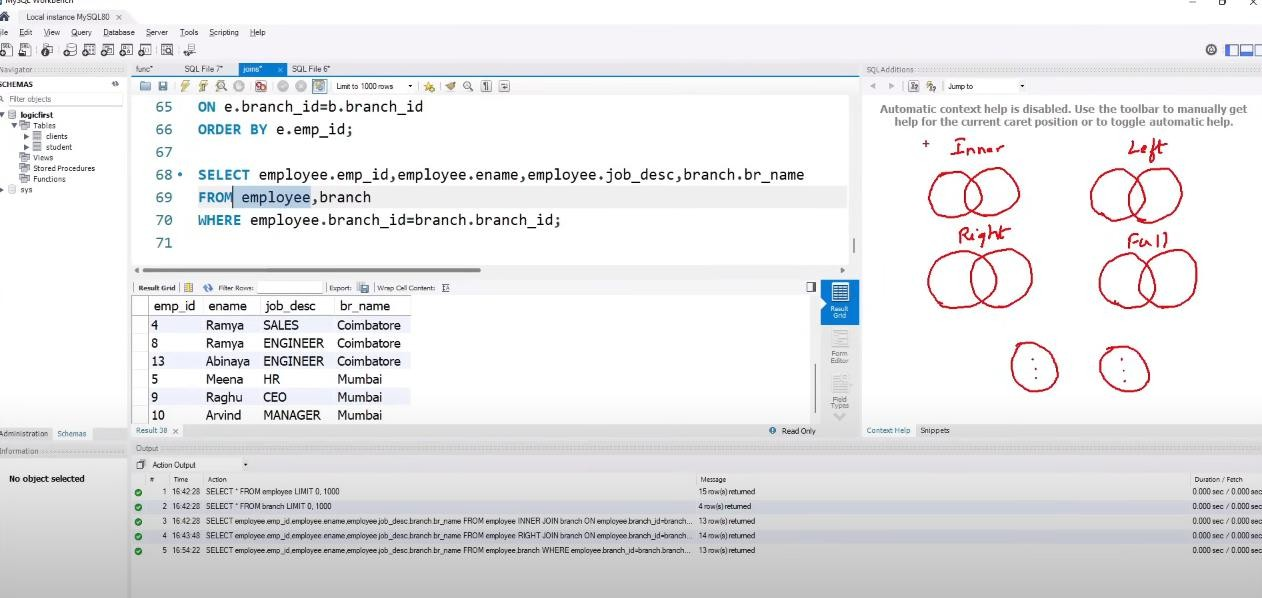 MySQL Workbench
Local instance MySQL80 ×
File Edit View Query Database Server Tools Scripting Help
Navigator
SCHEMAS
Filter objects
logicfirst
Tables
clients
student
Views
Stored Procedures
Functions
sys
Administration Schemas
Information
No object selected
func* SQL File 7* joins* × SQL File 6*
Limit to 1000 rows
65 ON e.branch_id=b.branch_id
66 ORDER BY e.emp_id;
67
68 SELECT employee.emp_id,employee.ename,employee.job_desc,branch.br_name
69 FROM employee,branch
70 WHERE employee.branch_id=branch.branch_id;
71
Result Grid Filter Rows: Export: Wrap Cell Content:
emp_id ename job_desc br_name
4 Ramya SALES Coimbatore
8 Ramya ENGINEER Coimbatore
13 Abinaya ENGINEER Coimbatore
5 Meena HR Mumbai
9 Raghu CEO Mumbai
10 Arvind MANAGER Mumbai
Result Grid
Form Editor
Field Types
Result 38 × Read Only
SQL Additions
Jump to
Automatic context help is disabled. Use the toolbar to manually get
help for the current caret position or to toggle automatic help.
Inner Left
Right Full
Context Help Snippets
Output
Action Output
# Time Action Message Duration / Fetch
1 16:42:28 SELECT * FROM employee LIMIT 0, 1000 15 row(s) returned 0.000 sec / 0.000 sec
2 16:42:28 SELECT * FROM branch LIMIT 0, 1000 4 row(s) returned 0.000 sec / 0.000 sec
3 16:42:28 SELECT employee.emp_id,employee.ename,employee.job_desc,branch.br_name FROM employee INNER JOIN branch ON employee.branch_id=branch... 13 row(s) returned 0.000 sec / 0.000 sec
4 16:43:48 SELECT employee.emp_id,employee.ename,employee.job_desc,branch.br_name FROM employee RIGHT JOIN branch ON employee.branch_id=branch... 14 row(s) returned 0.000 sec / 0.000 sec
5 16:54:22 SELECT employee.emp_id,employee.ename,employee.job_desc,branch.br_name FROM employee,branch WHERE employee.branch_id=branch.branch... 13 row(s) returned 0.000 sec / 0.000 sec